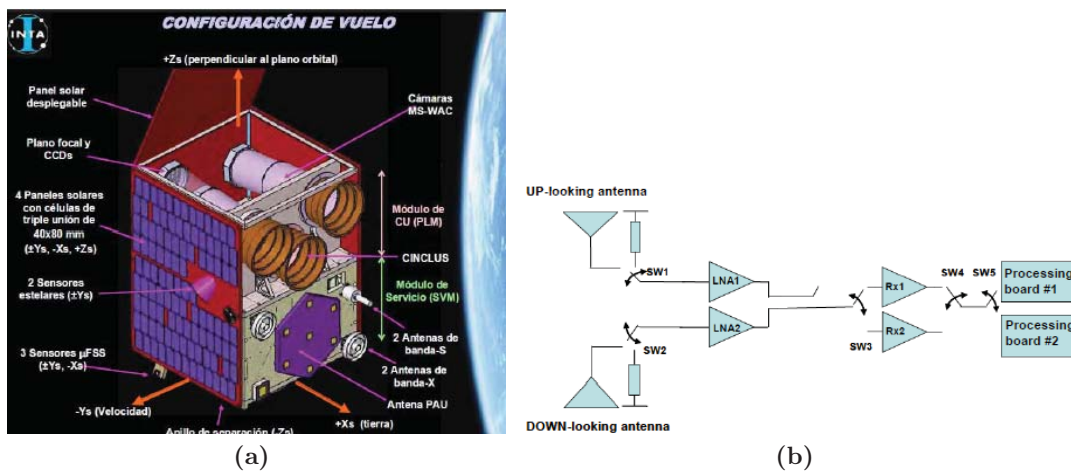 INTA
CONFIGURACIÓN DE VUELO
+Zs (perpendicular al plano orbital)
Panel solar
desplegable
Cámaras
MS-WAC
Plano focal y
CCDs
4 Paneles solares
con células de
triple unión de
40x80 mm
(±Ys, -Xs, +Zs)
Módulo de
CU (PLM)
CINCLUS
Módulo de
Servicio (SVM)
2 Sensores
estelares (±Ys)
2 Antenas de
banda-S
3 Sensores µFSS
(±Ys, -Xs)
2 Antenas de
banda-X
Antena PAU
-Ys (Velocidad)
+Xs (tierra)
Anillo de separación (-Zs)
(a)
UP-looking antenna
SW1
LNA1
LNA2
SW2
SW3
Rx1
Rx2
SW4
SW5
Processing
board #1
Processing
board #2
DOWN-looking antenna
(b)